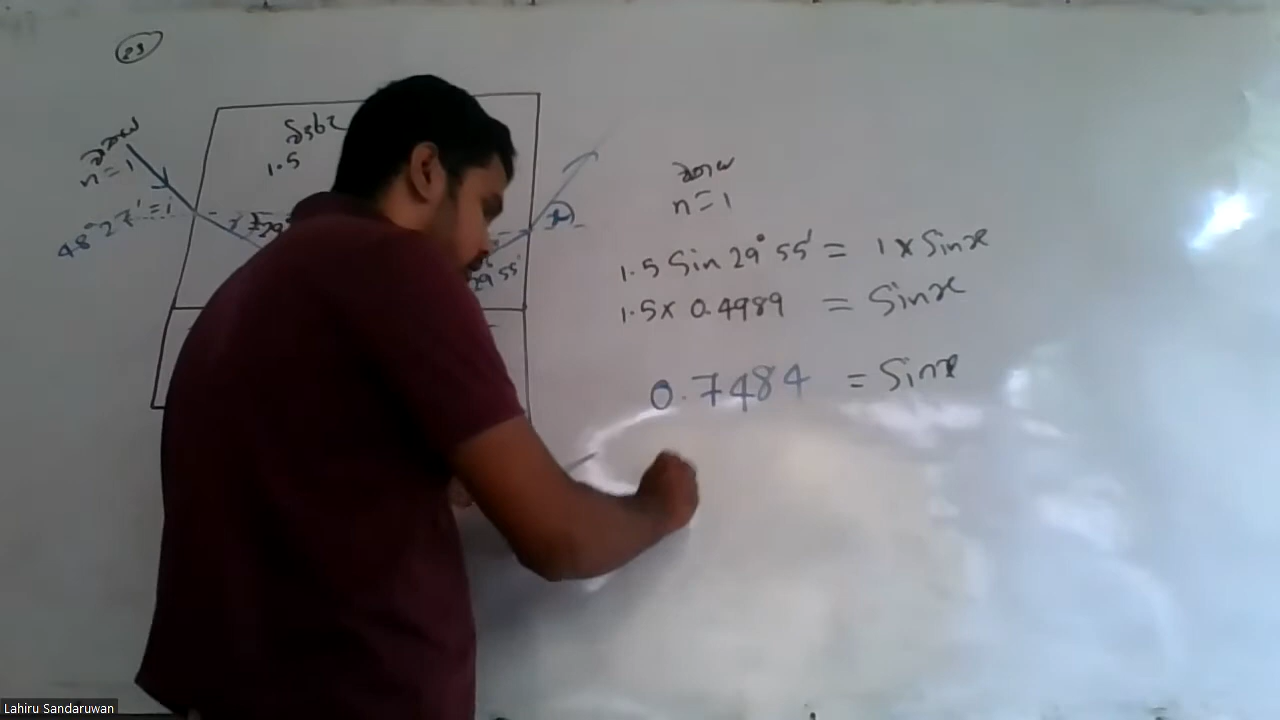 23
වාතය
n = 1
48° 27' = i
වීදුරු
1.5
29° 55'
x
වාතය
n = 1
1.5 Sin 29° 55' = 1 x Sinx
1.5 x 0.4989 = Sinx
0.7484 = Sinx
Lahiru Sandaruwan